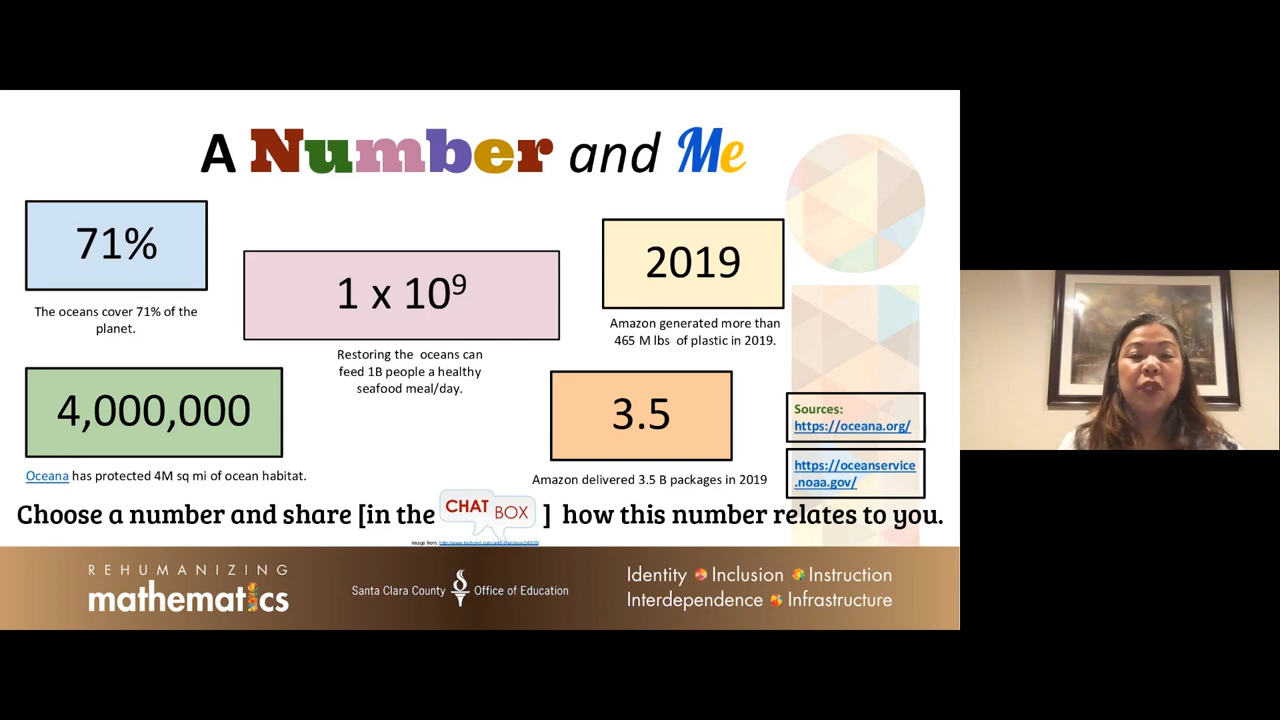 A Number and Me
71%
The oceans cover 71% of the
planet.
1 x 10⁹
Restoring the oceans can
feed 1B people a healthy
seafood meal/day.
2019
Amazon generated more than
465 M lbs of plastic in 2019.
4,000,000
Oceana has protected 4M sq mi of ocean habitat.
3.5
Amazon delivered 3.5 B packages in 2019
Sources:
https://oceana.org/
https://oceanservice
.noaa.gov/
Choose a number and share [in the CHAT BOX ] how this number relates to you.
Image from:
REHUMANIZING
mathematics
Santa Clara County Office of Education
Identity Inclusion Instruction
Interdependence Infrastructure